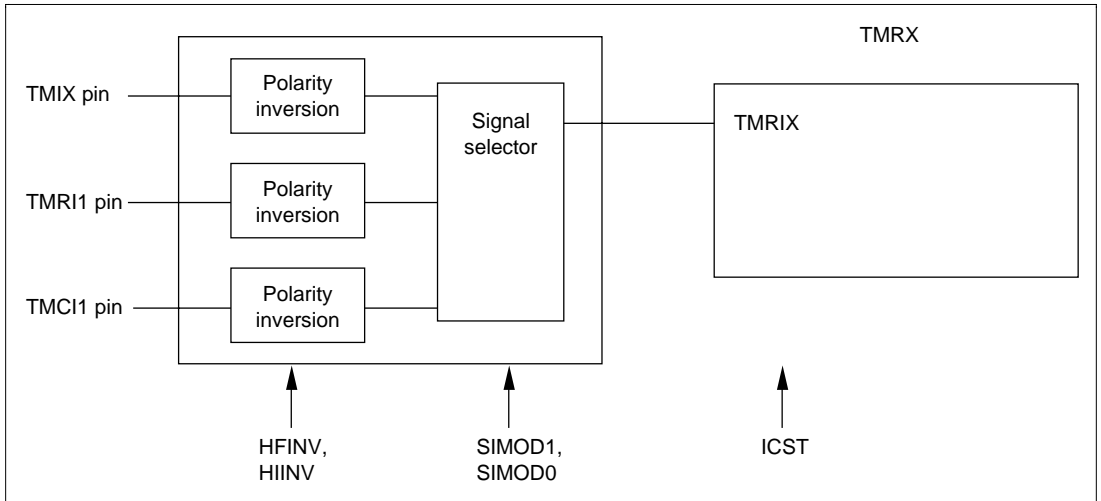 TMRX
TMIX pin
Polarity
inversion
Signal
selector
TMRIX
TMRI1 pin
Polarity
inversion
TMCI1 pin
Polarity
inversion
HFINV,
HIINV
SIMOD1,
SIMOD0
ICST